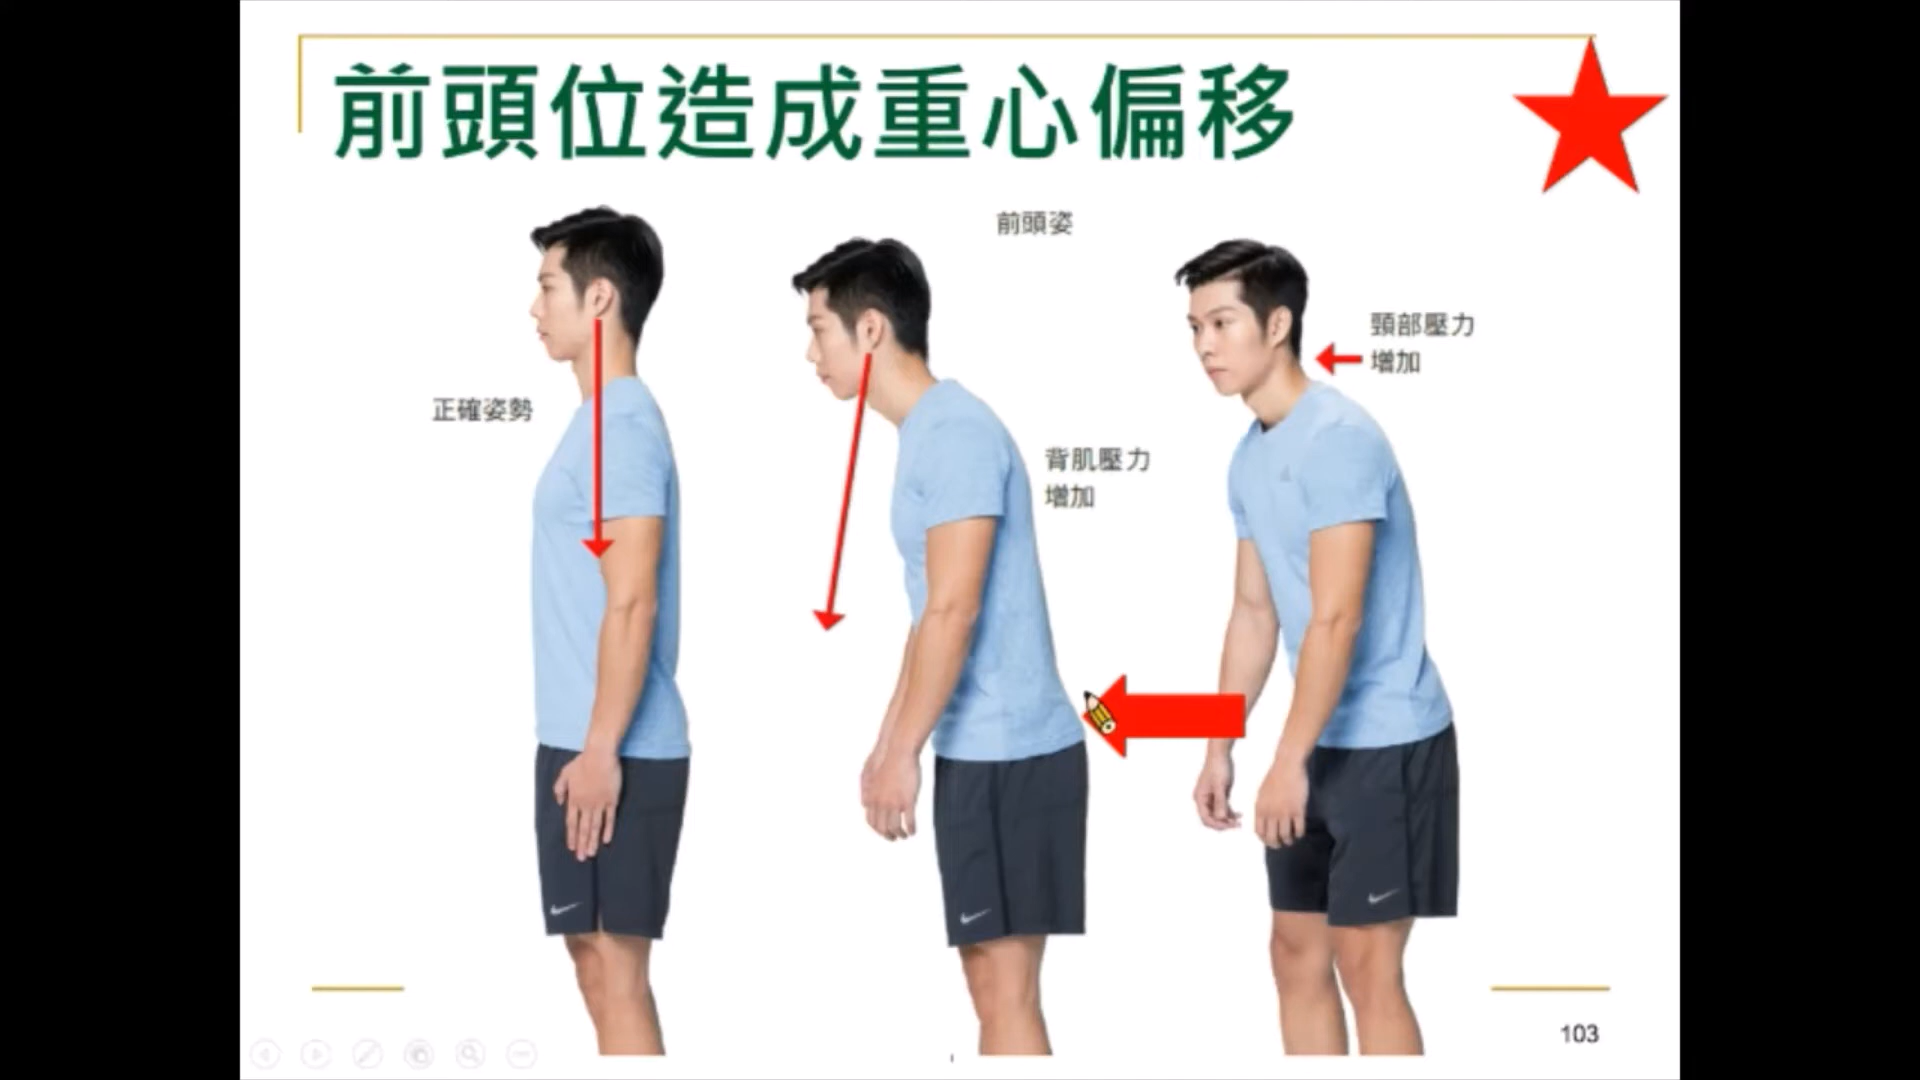 前頭位造成重心偏移
前頭姿
頸部壓力
增加
正確姿勢
背肌壓力
增加
103